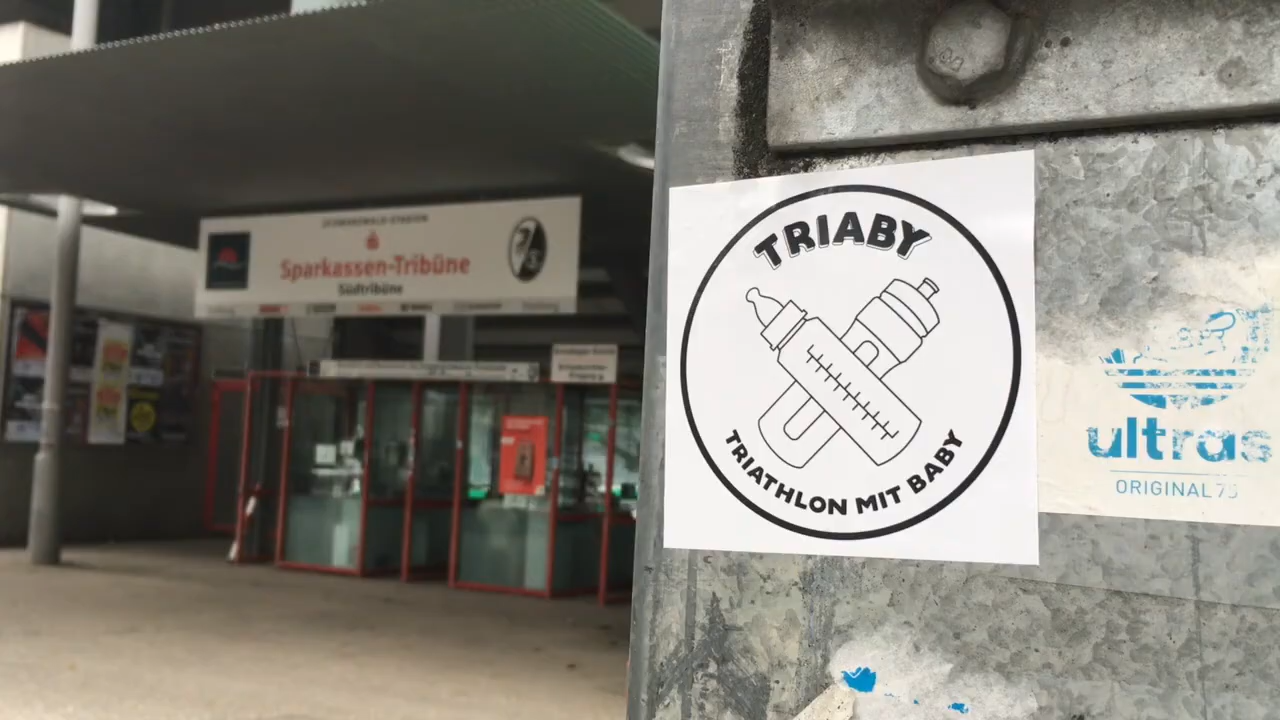 SCHWARZWALD-STADION
Sparkassen-Tribüne
Südtribüne
TRIABY
TRIATHLON MIT BABY
ultras
ORIGINAL 73